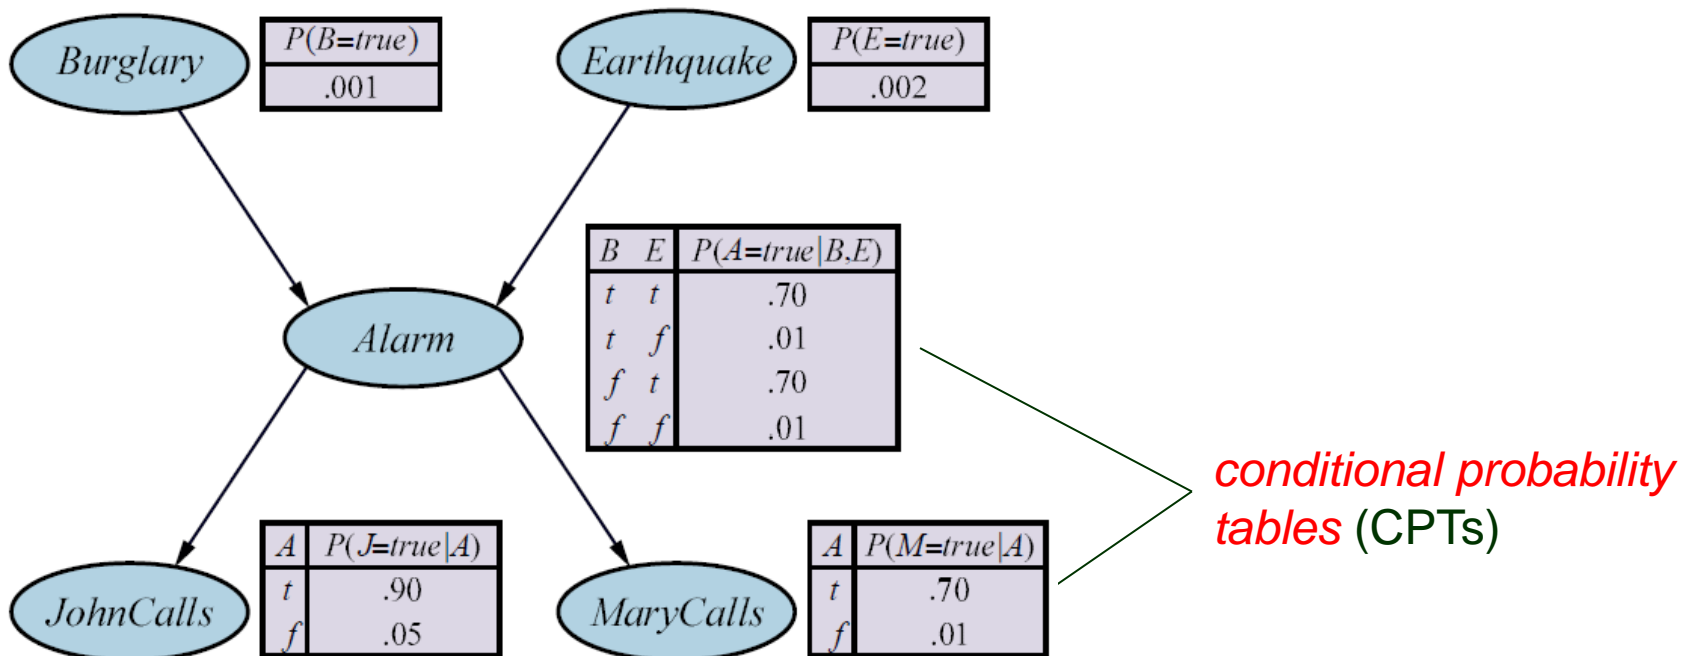 Burglary
P(B=true)
.001
Earthquake
P(E=true)
.002
B E P(A=true|B,E)
t t .70
t f .01
f t .70
f f .01
Alarm
conditional probability
tables (CPTs)
JohnCalls
A P(J=true|A)
t .90
f .05
MaryCalls
A P(M=true|A)
t .70
f .01